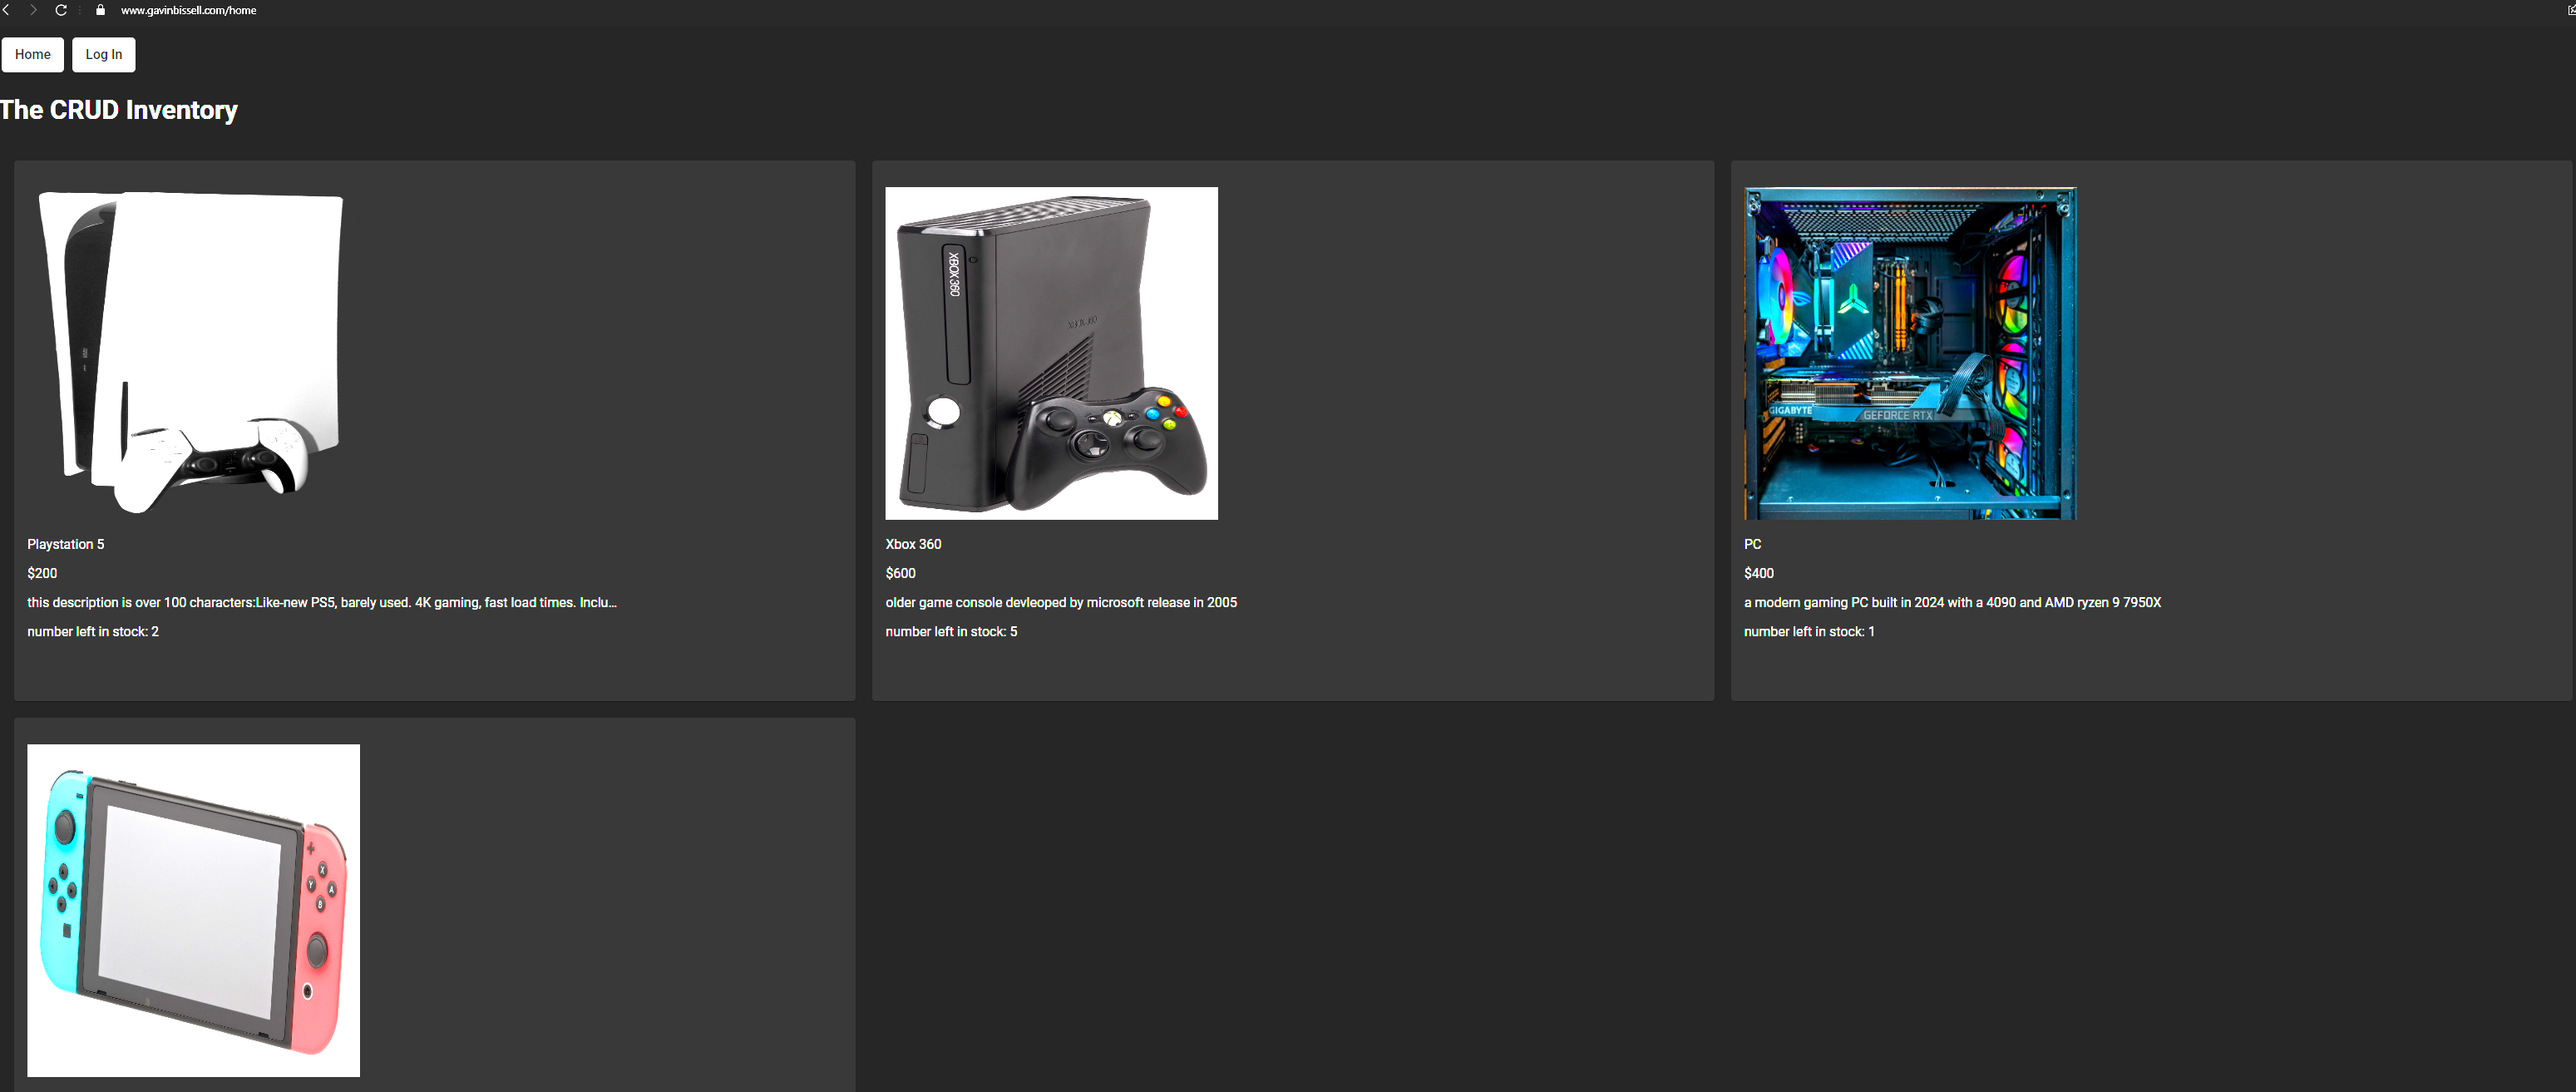 www.gavinbissell.com/home
Home
Log In
The CRUD Inventory
XBOX 360
XBOX 360
GIGABYTE
GEFORCE RTX
Playstation 5
$200
this description is over 100 characters:Like-new PS5, barely used. 4K gaming, fast load times. Inclu...
number left in stock: 2
Xbox 360
$600
older game console devleoped by microsoft release in 2005
number left in stock: 5
PC
$400
a modern gaming PC built in 2024 with a 4090 and AMD ryzen 9 7950X
number left in stock: 1
X
Y
A
B